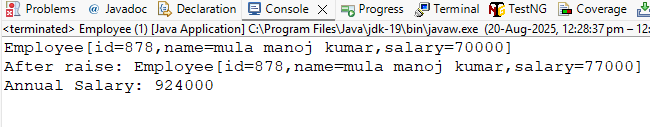 Problems @ Javadoc Declaration Console Progress Terminal TestNG Coverage
<terminated> Employee (1) [Java Application] C:\Program Files\Java\jdk-19\bin\javaw.exe (20-Aug-2025, 12:28:37 pm – 12:
Employee[id=878,name=mula manoj kumar,salary=70000]
After raise: Employee[id=878,name=mula manoj kumar,salary=77000]
Annual Salary: 924000